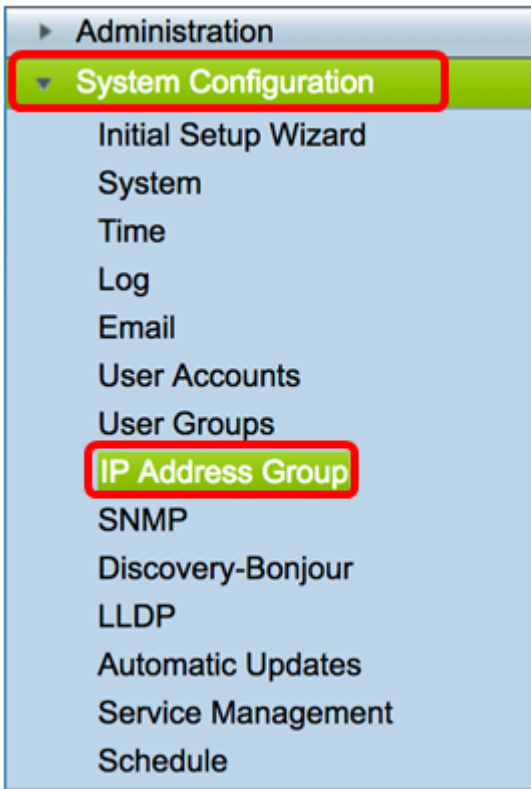 Administration
System Configuration
Initial Setup Wizard
System
Time
Log
Email
User Accounts
User Groups
IP Address Group
SNMP
Discovery-Bonjour
LLDP
Automatic Updates
Service Management
Schedule